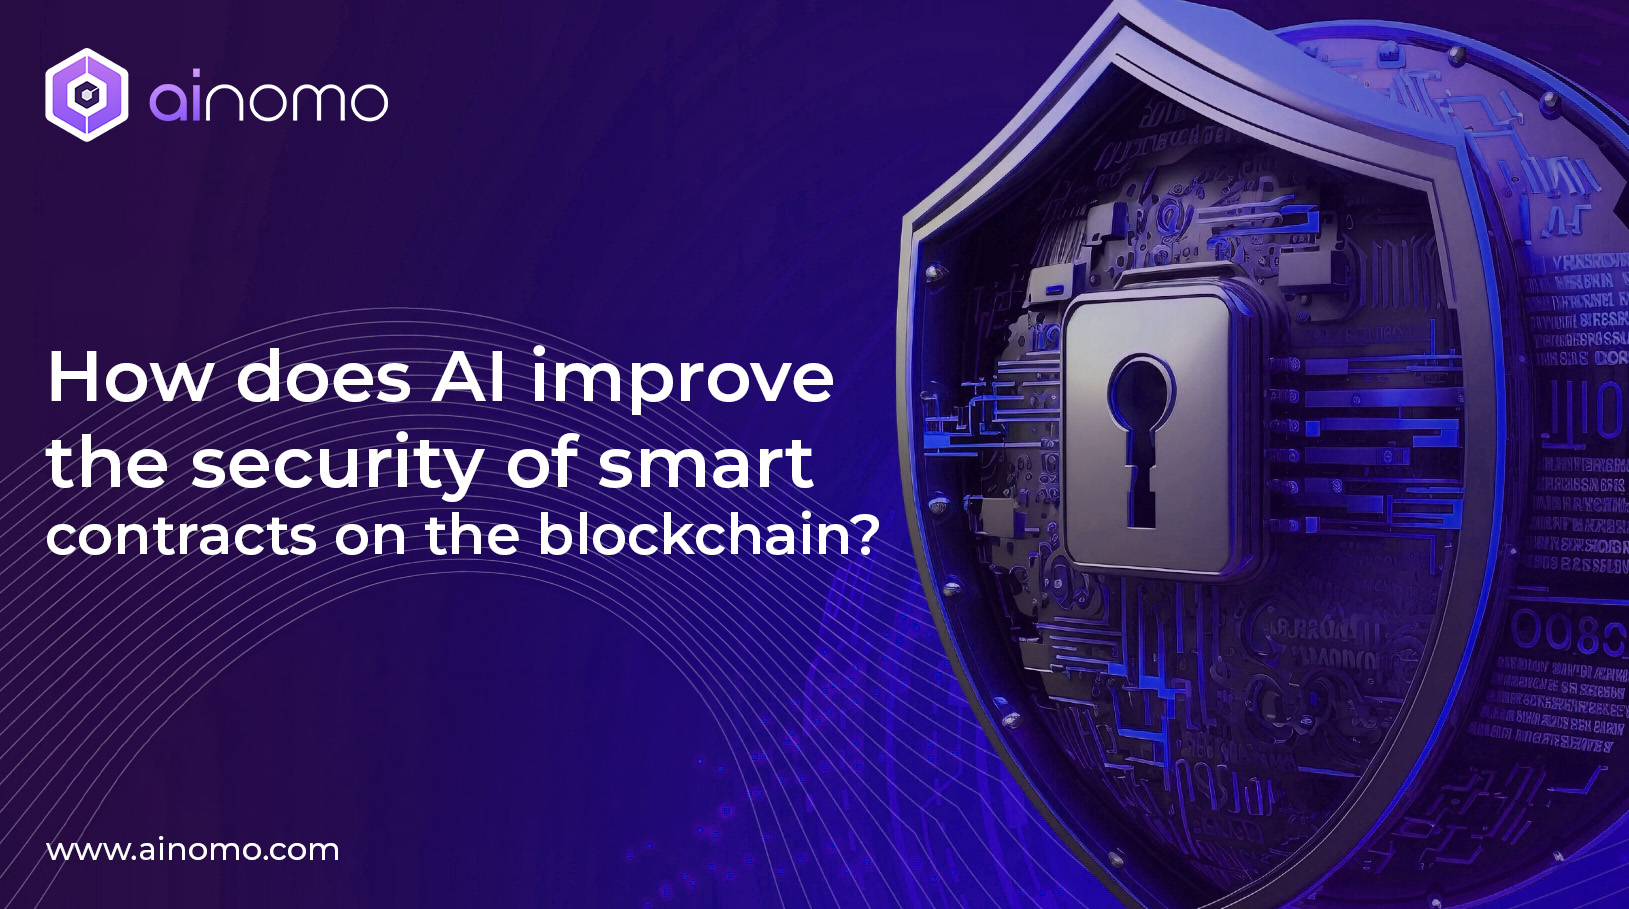 ainomo
How does AI improve
the security of smart
contracts on the blockchain?
www.ainomo.com